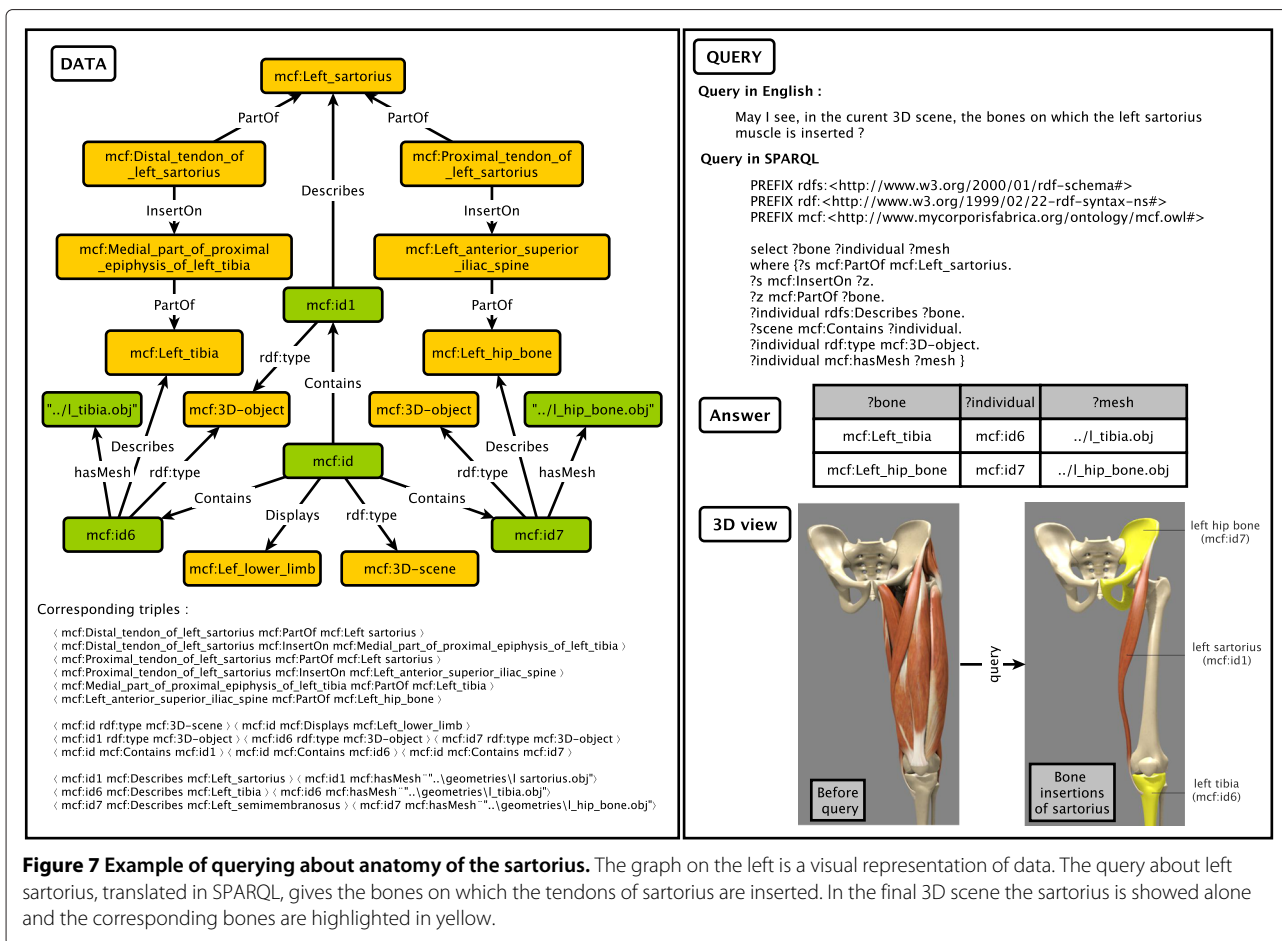 DATA
mcf:Left_sartorius
PartOf
PartOf
mcf:Distal_tendon_of
_left_sartorius
mcf:Proximal_tendon_of
_left_sartorius
Describes
InsertOn
InsertOn
mcf:Medial_part_of_proximal
_epiphysis_of_left_tibia
mcf:Left_anterior_superior
_iliac_spine
PartOf
mcf:id1
PartOf
mcf:Left_tibia
rdf:type
mcf:Left_hip_bone
Contains
"../l_tibia.obj"
mcf:3D-object
mcf:3D-object
"../l_hip_bone.obj"
Describes
Describes
hasMesh
rdf:type
mcf:id
rdf:type
hasMesh
Contains
Contains
Displays
rdf:type
mcf:id6
mcf:id7
mcf:Lef_lower_limb
mcf:3D-scene
Corresponding triples :
⟨ mcf:Distal_tendon_of_left_sartorius mcf:PartOf mcf:Left sartorius ⟩
⟨ mcf:Distal_tendon_of_left_sartorius mcf:InsertOn mcf:Medial_part_of_proximal_epiphysis_of_left_tibia ⟩
⟨ mcf:Proximal_tendon_of_left_sartorius mcf:PartOf mcf:Left sartorius ⟩
⟨ mcf:Proximal_tendon_of_left_sartorius mcf:InsertOn mcf:Left_anterior_superior_iliac_spine ⟩
⟨ mcf:Medial_part_of_proximal_epiphysis_of_left_tibia mcf:PartOf mcf:Left_tibia ⟩
⟨ mcf:Left_anterior_superior_iliac_spine mcf:PartOf mcf:Left_hip_bone ⟩
⟨ mcf:id rdf:type mcf:3D-scene ⟩ ⟨ mcf:id mcf:Displays mcf:Left_lower_limb ⟩
⟨ mcf:id1 rdf:type mcf:3D-object ⟩ ⟨ mcf:id6 rdf:type mcf:3D-object ⟩ ⟨ mcf:id7 rdf:type mcf:3D-object ⟩
⟨ mcf:id mcf:Contains mcf:id1 ⟩ ⟨ mcf:id mcf:Contains mcf:id6 ⟩ ⟨ mcf:id mcf:Contains mcf:id7 ⟩
⟨ mcf:id1 mcf:Describes mcf:Left_sartorius ⟩ ⟨ mcf:id1 mcf:hasMesh¨"..\geometries\l sartorius.obj"⟩
⟨ mcf:id6 mcf:Describes mcf:Left_tibia ⟩ ⟨ mcf:id6 mcf:hasMesh¨"..\geometries\l_tibia.obj"⟩
⟨ mcf:id7 mcf:Describes mcf:Left_semimembranosus ⟩ ⟨ mcf:id7 mcf:hasMesh¨"..\geometries\l_hip_bone.obj"⟩
QUERY
Query in English :
May I see, in the curent 3D scene, the bones on which the left sartorius
muscle is inserted ?
Query in SPARQL
PREFIX rdfs:<http://www.w3.org/2000/01/rdf-schema#>
PREFIX rdf:<http://www.w3.org/1999/02/22-rdf-syntax-ns#>
PREFIX mcf:<http://www.mycorporisfabrica.org/ontology/mcf.owl#>
select ?bone ?individual ?mesh
where {?s mcf:PartOf mcf:Left_sartorius.
?s mcf:InsertOn ?z.
?z mcf:PartOf ?bone.
?individual rdfs:Describes ?bone.
?scene mcf:Contains ?individual.
?individual rdf:type mcf:3D-object.
?individual mcf:hasMesh ?mesh }
Answer
?bone ?individual ?mesh
mcf:Left_tibia mcf:id6 ../l_tibia.obj
mcf:Left_hip_bone mcf:id7 ../l_hip_bone.obj
3D view
left hip bone
(mcf:id7)
query
left sartorius
(mcf:id1)
left tibia
(mcf:id6)
Before
query
Bone
insertions
of sartorius
Figure 7 Example of querying about anatomy of the sartorius. The graph on the left is a visual representation of data. The query about left
sartorius, translated in SPARQL, gives the bones on which the tendons of sartorius are inserted. In the final 3D scene the sartorius is showed alone
and the corresponding bones are highlighted in yellow.